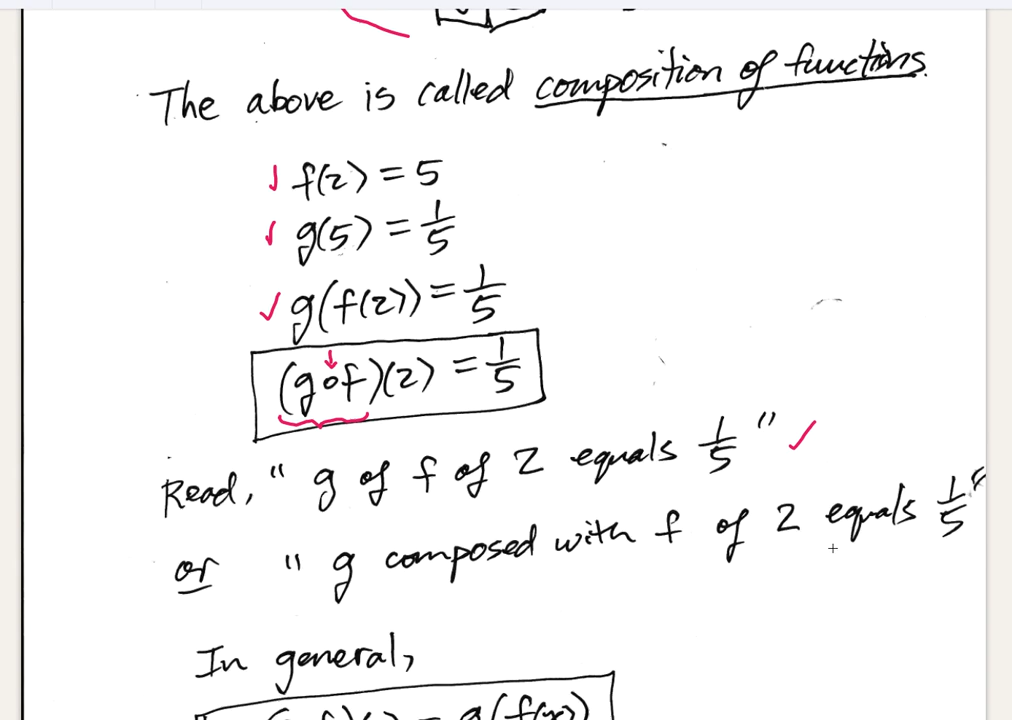 The above is called composition of functions.
f(2) = 5
g(5) = 1/5
g(f(2)) = 1/5
(g∘f)(2) = 1/5
Read, " g of f of 2 equals 1/5 "
or " g composed with f of 2 equals 1/5 "
In general,
(g∘f)(x) = g(f(x))